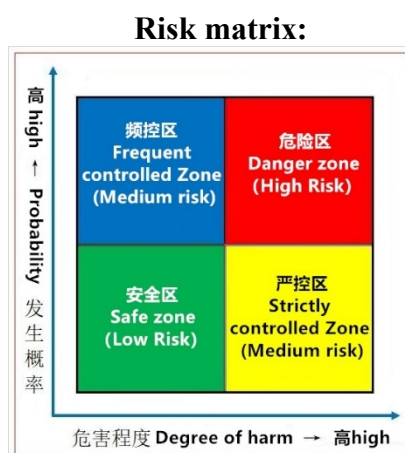 Risk matrix:
高 high ← Probability 发生概率
频控区
Frequent
controlled Zone
(Medium risk)
危险区
Danger zone
(High Risk)
安全区
Safe zone
(Low Risk)
严控区
Strictly
controlled Zone
(Medium risk)
危害程度 Degree of harm → 高high